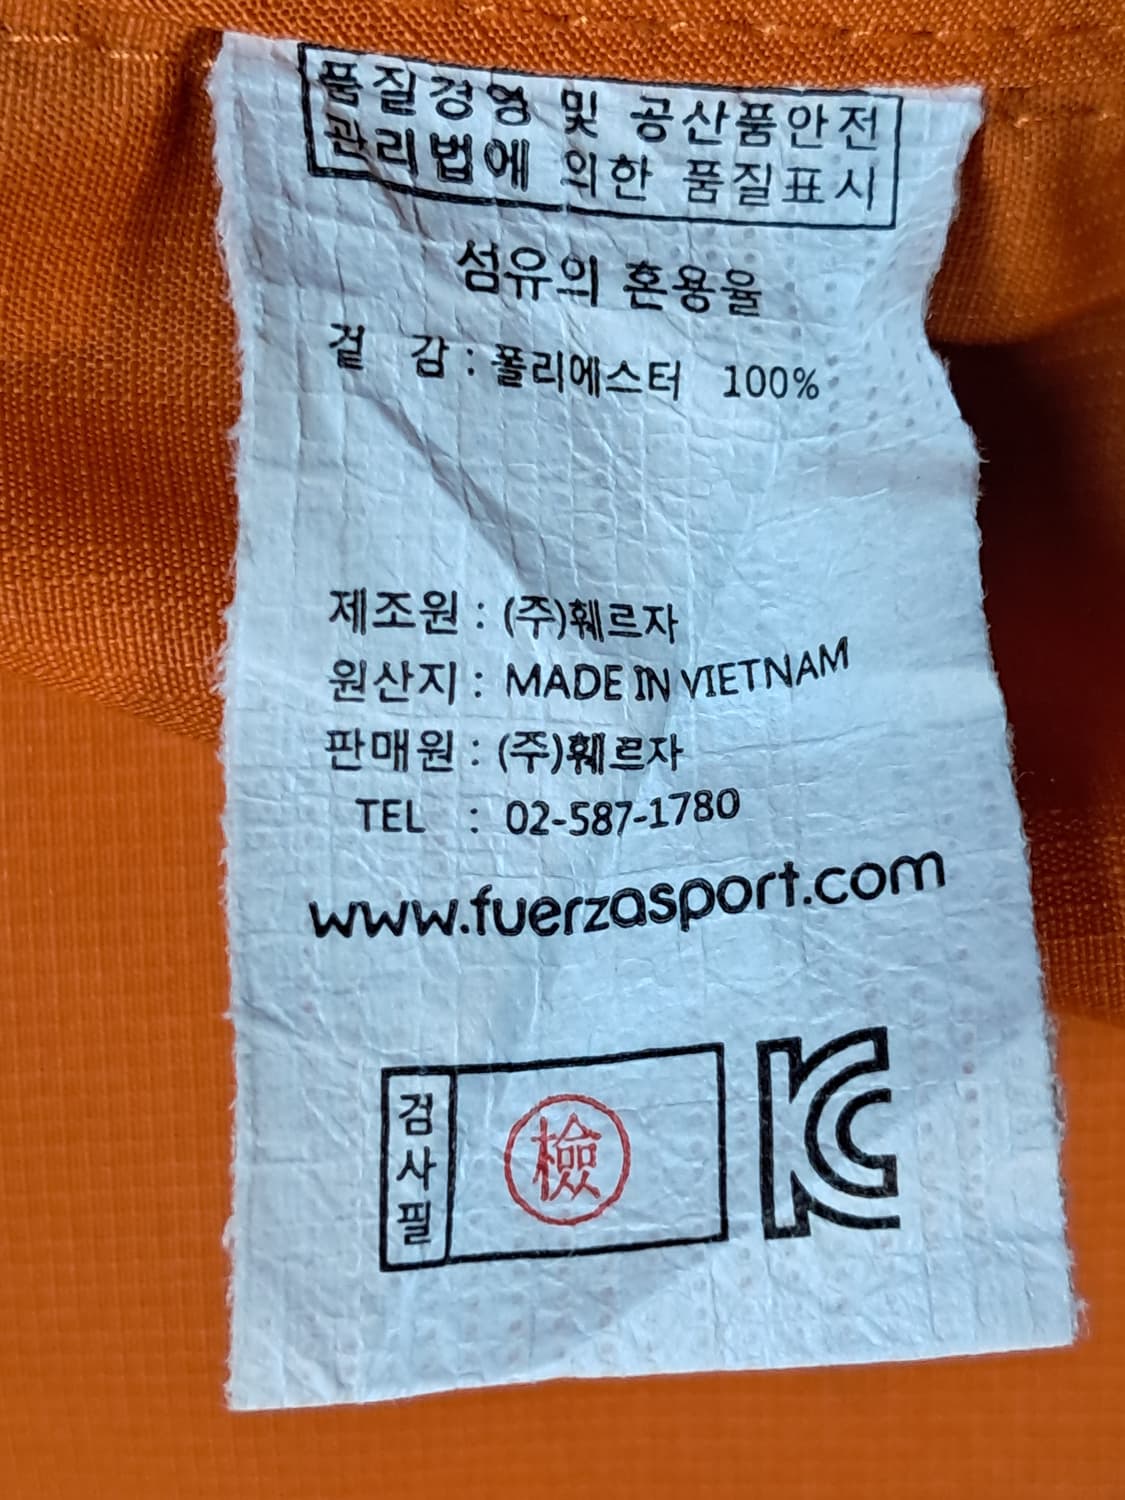 품질경영 및 공산품안전
관리법에 의한 품질표시
섬유의 혼용율
겉 감 : 폴리에스터 100%
제조원 : (주)훼르자
원산지 : MADE IN VIETNAM
판매원 : (주)훼르자
TEL : 02-587-1780
www.fuerzasport.com
검사필
檢
KC